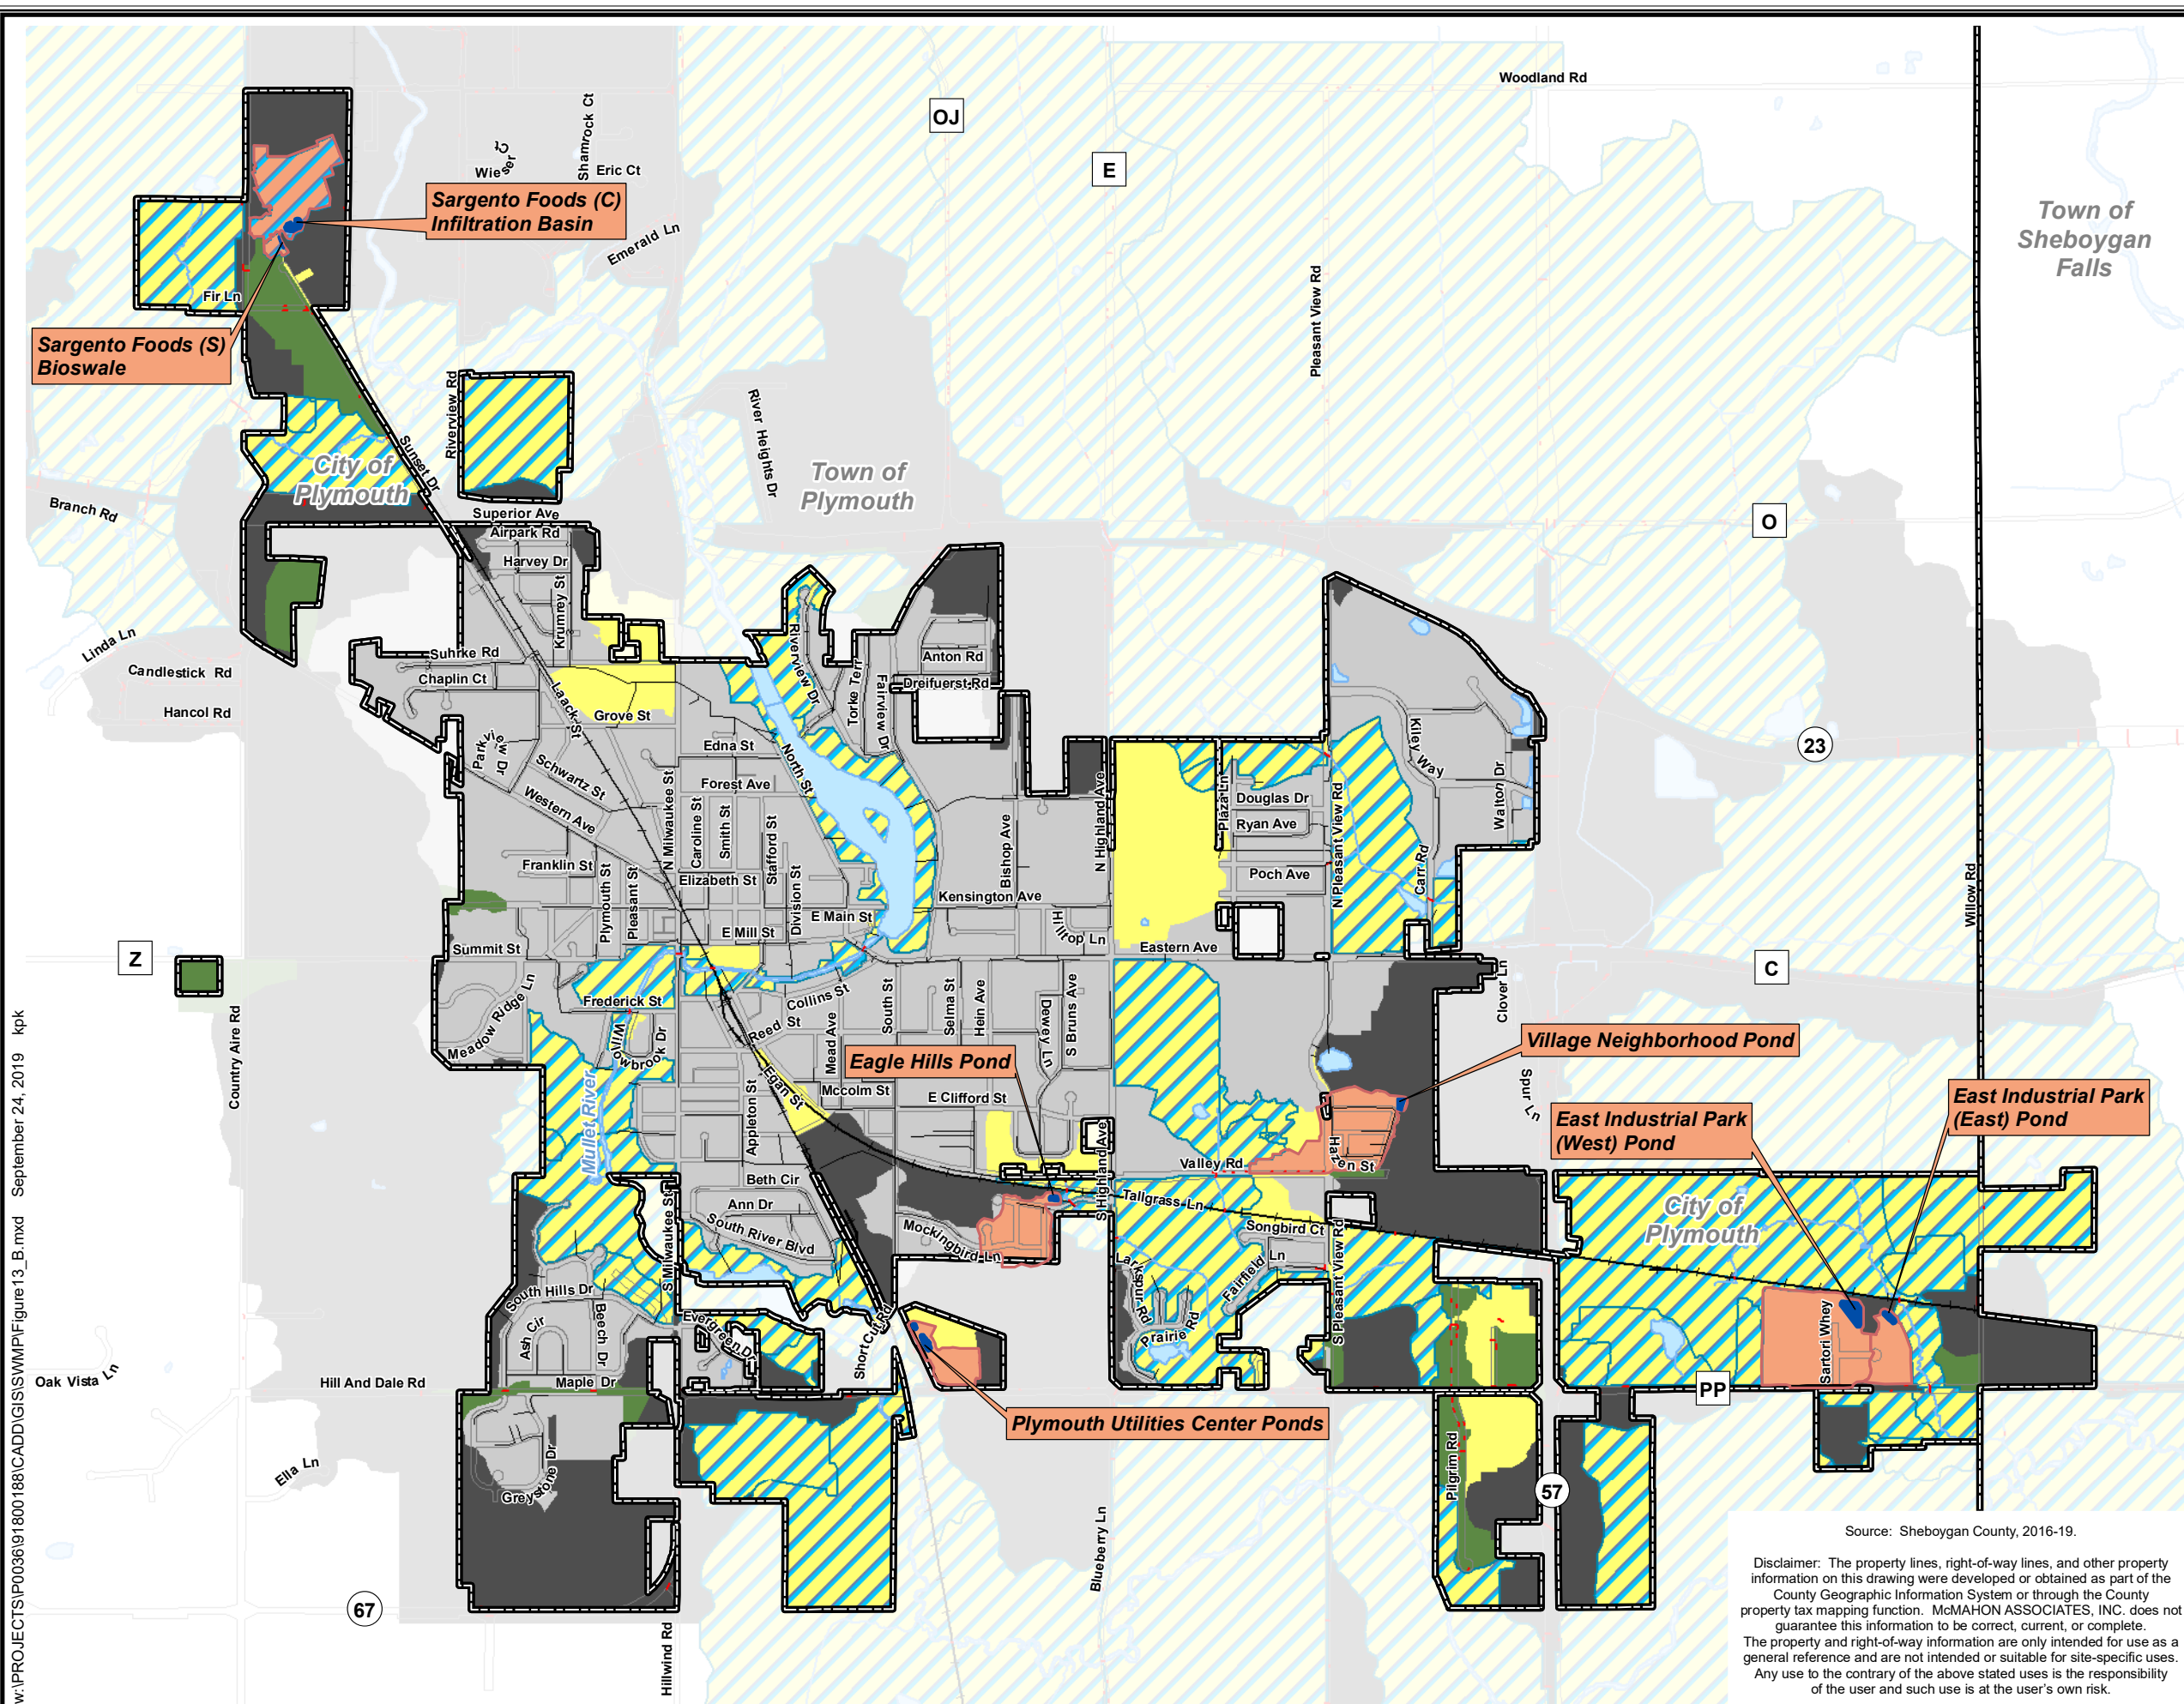 Woodland Rd
OJ
E
Shamrock Ct
Wieser Ct
Eric Ct
Sargento Foods (C)
Infiltration Basin
Emerald Ln
Town of
Sheboygan
Falls
Pleasant View Rd
Fir Ln
Sargento Foods (S)
Bioswale
Riverview Rd
River Heights Dr
Sunset Dr
City of
Plymouth
Town of
Plymouth
Branch Rd
Superior Ave
Airpark Rd
Harvey Dr
Krumrey St
O
Linda Ln
Candlestick Rd
Hancol Rd
Suhrke Rd
Chaplin Ct
Laack St
Grove St
Riverview Dr
Torke Terr
Fairview Dr
Anton Rd
Dreifuerst Rd
Kiley Way
Walton Dr
23
Parkview Dr
Schwartz St
Western Ave
Edna St
Forest Ave
North St
N Milwaukee St
Caroline St
Smith St
Stafford St
Division St
Franklin St
Plymouth St
Pleasant St
Elizabeth St
Bishop Ave
N Highland Ave
Plaza Ln
Douglas Dr
Ryan Ave
Poch Ave
N Pleasant View Rd
Carr Rd
Willow Rd
Kensington Ave
E Main St
E Mill St
Hilltop Ln
Eastern Ave
Summit St
Z
C
Meadow Ridge Ln
Frederick St
Willowbrook Dr
Collins St
Reed St
Mead Ave
South St
Selma St
Hein Ave
Dewey Ln
S Bruns Ave
Clover Ln
Country Aire Rd
Mullet River
Eagle Hills Pond
Village Neighborhood Pond
Egan St
Mccolm St
E Clifford St
Appleton St
Spur Ln
East Industrial Park
(West) Pond
East Industrial Park
(East) Pond
Hazen St
Valley Rd
Beth Cir
Ann Dr
South River Blvd
Mockingbird Ln
S Highland Ave
Tallgrass Ln
Songbird Ct
City of
Plymouth
S Milwaukee St
South Hills Dr
Ash Cir
Beech Dr
Evergreen Dr
Short Cut Rd
Larkspur Rd
Prairie Rd
Fairfield Ln
S Pleasant View Rd
Sartori Whey
Oak Vista Ln
Hill And Dale Rd
Maple Dr
PP
Plymouth Utilities Center Ponds
Ella Ln
Greystone Dr
Pilgrim Rd
57
Blueberry Ln
67
Hillwind Rd
Source: Sheboygan County, 2016-19.
Disclaimer: The property lines, right-of-way lines, and other property
information on this drawing were developed or obtained as part of the
County Geographic Information System or through the County
property tax mapping function. McMAHON ASSOCIATES, INC. does not
guarantee this information to be correct, current, or complete.
The property and right-of-way information are only intended for use as a
general reference and are not intended or suitable for site-specific uses.
Any use to the contrary of the above stated uses is the responsibility
of the user and such use is at the user's own risk.
w:\PROJECTS\P0036\91800188\CADD\GIS\SWMP\Figure13_B.mxd September 24, 2019 kpk